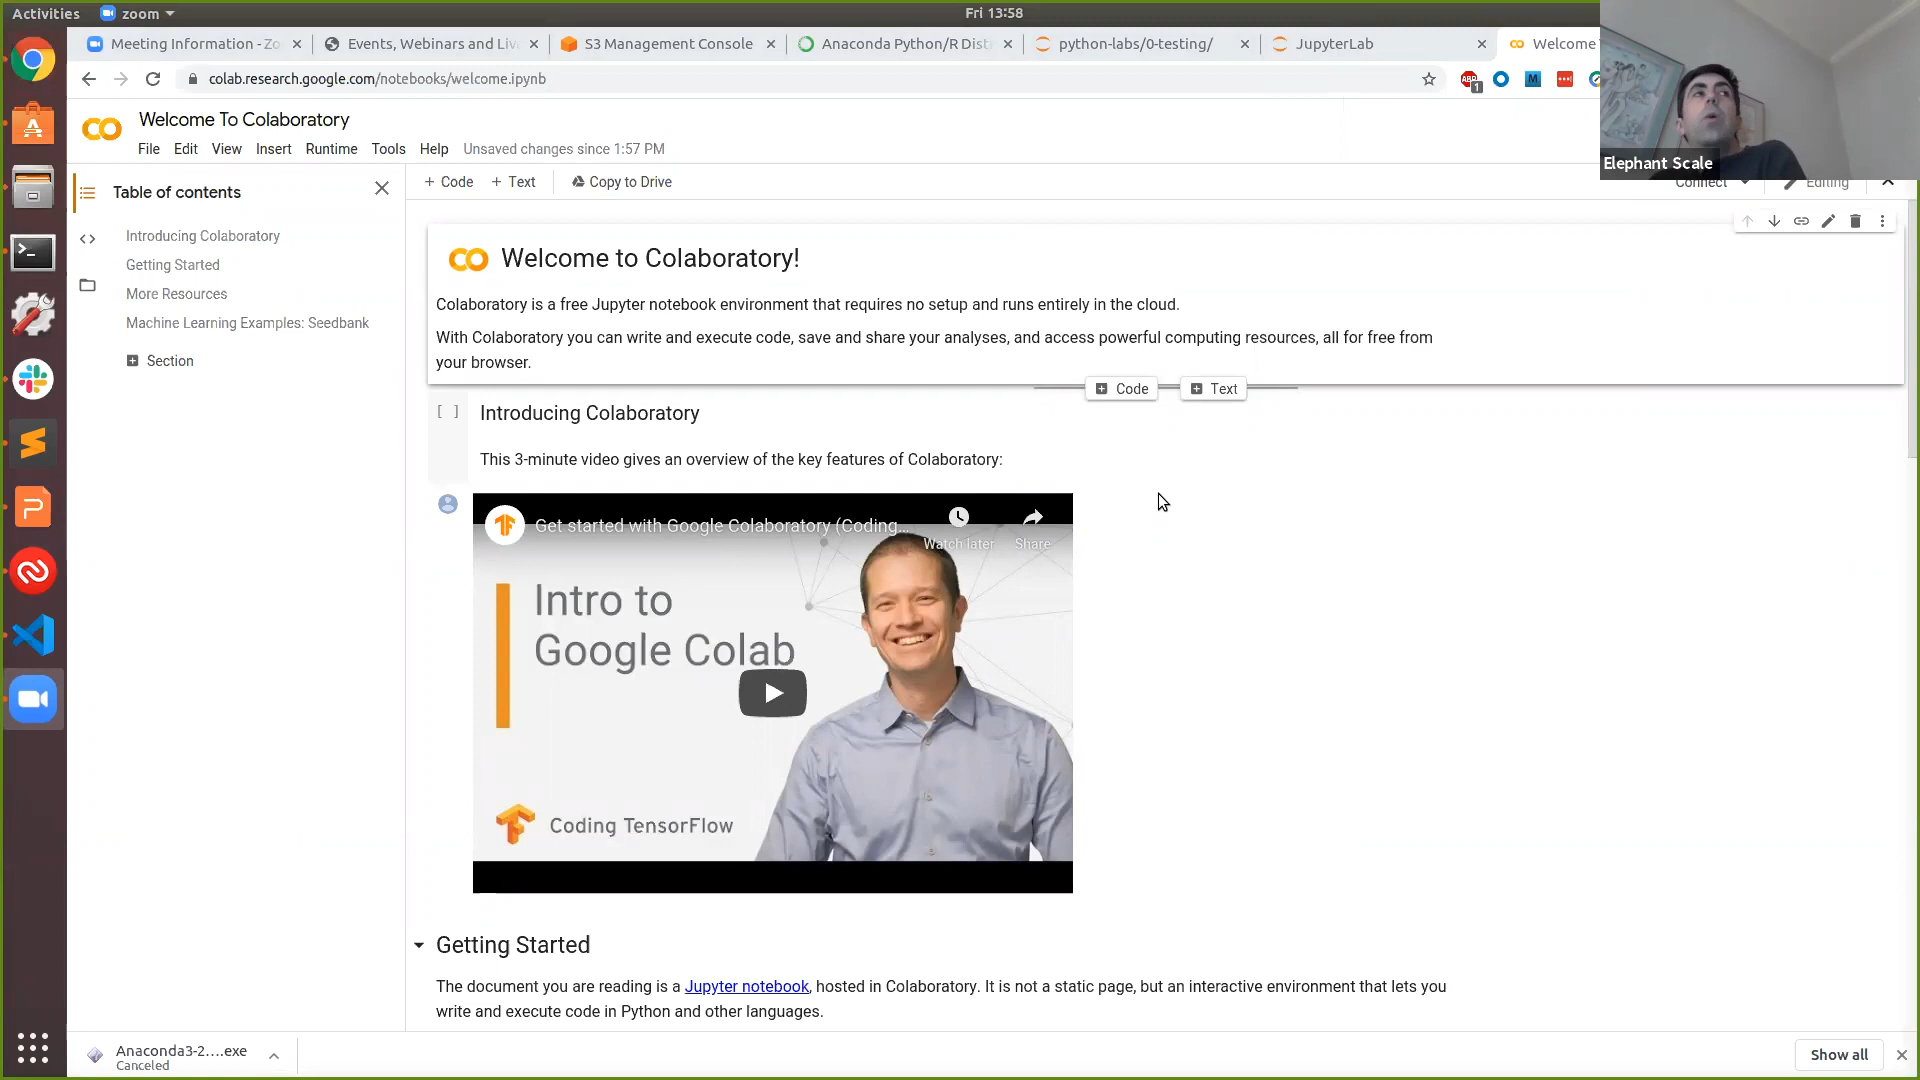 Activities
zoom
Fri 13:58
Meeting Information - Zo
Events, Webinars and Liv
S3 Management Console
Anaconda Python/R Dist
python-labs/0-testing/
JupyterLab
Welcome
colab.research.google.com/notebooks/welcome.ipynb
ABP
1
M
Elephant Scale
CO
Welcome To Colaboratory
File Edit View Insert Runtime Tools Help Unsaved changes since 1:57 PM
Table of contents
+ Code + Text Copy to Drive
Connect Editing
Introducing Colaboratory
Getting Started
More Resources
Machine Learning Examples: Seedbank
Section
CO Welcome to Colaboratory!
Colaboratory is a free Jupyter notebook environment that requires no setup and runs entirely in the cloud.
With Colaboratory you can write and execute code, save and share your analyses, and access powerful computing resources, all for free from
your browser.
Code Text
[ ] Introducing Colaboratory
This 3-minute video gives an overview of the key features of Colaboratory:
Get started with Google Colaboratory (Coding...
Watch later Share
Intro to
Google Colab
Coding TensorFlow
Getting Started
The document you are reading is a Jupyter notebook, hosted in Colaboratory. It is not a static page, but an interactive environment that lets you
write and execute code in Python and other languages.
Anaconda3-2....exe
Canceled
Show all